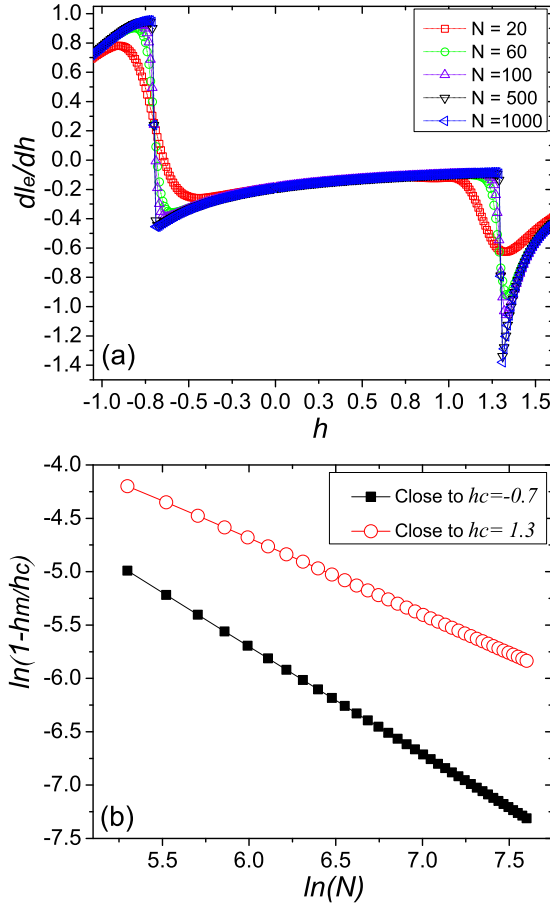 1.0
0.8
0.6
0.4
0.2
0.0
-0.2
-0.4
-0.6
-0.8
-1.0
-1.2
-1.4
dIe/dh
N = 20
N = 60
N =100
N = 500
N =1000
(a)
-1.0 -0.8 -0.5 -0.3 0.0 0.3 0.5 0.8 1.0 1.3 1.6
h
-4.0
-4.5
-5.0
-5.5
-6.0
-6.5
-7.0
-7.5
ln(1-hm/hc)
Close to hc=-0.7
Close to hc= 1.3
(b)
5.5 6.0 6.5 7.0 7.5
ln(N)